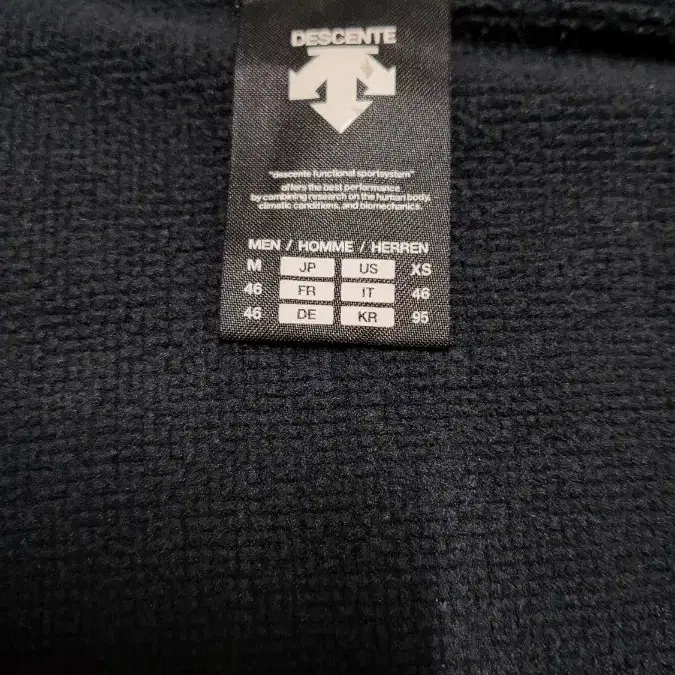 DESCENTE
"descente functional sportsystem"
offers the best performance
by combining research on the human body,
climatic conditions, and biomechanics
MEN / HOMME / HERREN
M JP US XS
46 FR IT 46
46 DE KR 95